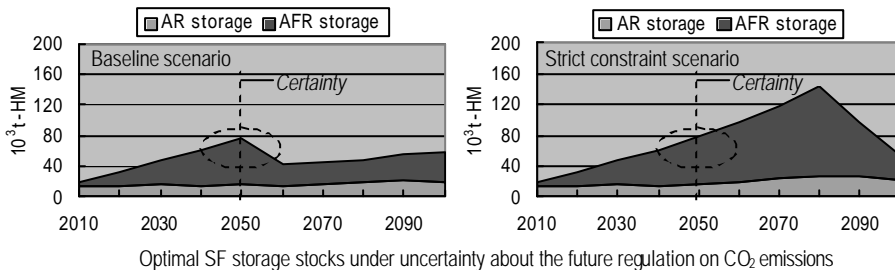 AR storage AFR storage
200
160
120
80
40
0
10³t-HM
Baseline scenario
Certainty
2010 2030 2050 2070 2090
AR storage AFR storage
200
160
120
80
40
0
10³t-HM
Strict constraint scenario
Certainty
2010 2030 2050 2070 2090
Optimal SF storage stocks under uncertainty about the future regulation on CO₂ emissions